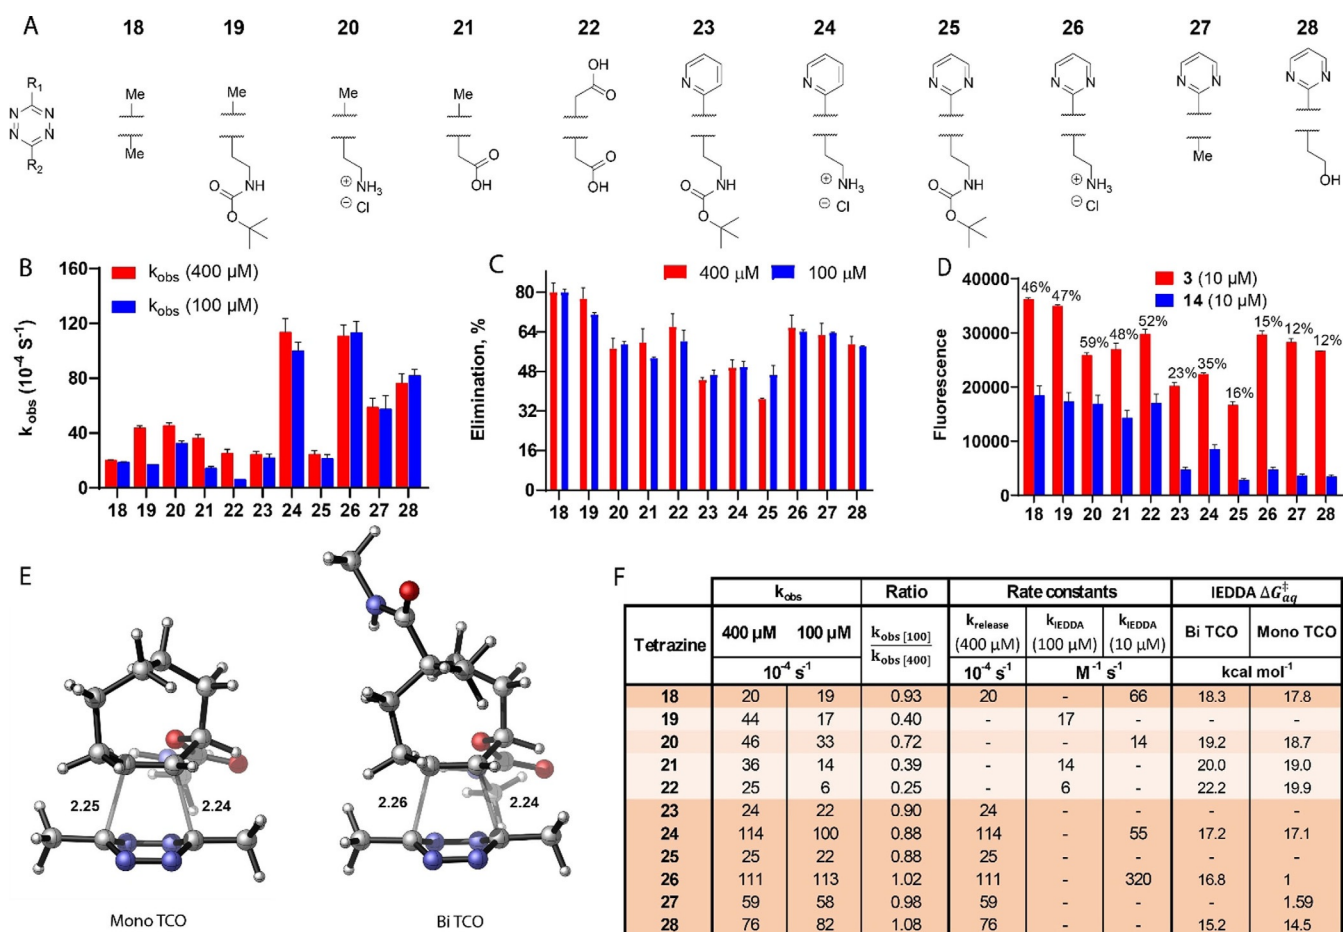 A 18 19 20 21 22 23 24 25 26 27 28
R1
N N
N N
R2
Me
Me
Me
NH
O
O
Me
NH3
⊕
⊖ Cl
Me
O
OH
OH
O
O
OH
N
NH
O
O
N
NH3
⊕
⊖ Cl
N N
NH
O
O
N N
NH3
⊕
⊖ Cl
N N
Me
N N
OH
B
kobs (400 µM)
kobs (100 µM)
kobs (10⁻⁴ S⁻¹)
160
120
80
40
0
18 19 20 21 22 23 24 25 26 27 28
C
400 µM 100 µM
Elimination, %
80
64
48
32
16
0
18 19 20 21 22 23 24 25 26 27 28
D
3 (10 µM)
14 (10 µM)
Fluorescence
40000
30000
20000
10000
0
46% 47% 59% 48% 52% 23% 35% 16% 15% 12% 12%
18 19 20 21 22 23 24 25 26 27 28
E
2.25 2.24
2.26 2.24
Mono TCO
Bi TCO
F
kobs Ratio Rate constants IEDDA ΔG‡aq
Tetrazine 400 µM 100 µM kobs [100] / kobs [400] krelease (400 µM) kIEDDA (100 µM) kIEDDA (10 µM) Bi TCO Mono TCO
10⁻⁴ s⁻¹ 10⁻⁴ s⁻¹ M⁻¹ s⁻¹ kcal mol⁻¹
18 20 19 0.93 20 - 66 18.3 17.8
19 44 17 0.40 - 17 - -
20 46 33 0.72 - - 14 19.2 18.7
21 36 14 0.39 - 14 20.0 19.0
22 25 6 0.25 - 6 22.2 19.9
23 24 22 0.90 24 -
24 114 100 0.88 114 - 55 17.2 17.1
25 25 22 0.88 25 - - - -
26 111 113 1.02 111 - 320 16.8 1
27 59 58 0.98 59 - - - 1.59
28 76 82 1.08 76 - - 15.2 14.5